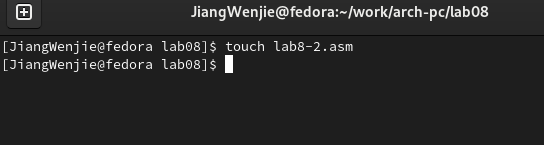 JiangWenjie@fedora:~/work/arch-pc/lab08
[JiangWenjie@fedora lab08]$ touch lab8-2.asm
[JiangWenjie@fedora lab08]$